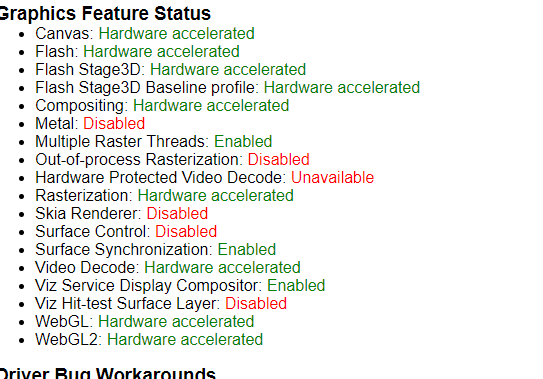 Graphics Feature Status
Canvas: Hardware accelerated
Flash: Hardware accelerated
Flash Stage3D: Hardware accelerated
Flash Stage3D Baseline profile: Hardware accelerated
Compositing: Hardware accelerated
Metal: Disabled
Multiple Raster Threads: Enabled
Out-of-process Rasterization: Disabled
Hardware Protected Video Decode: Unavailable
Rasterization: Hardware accelerated
Skia Renderer: Disabled
Surface Control: Disabled
Surface Synchronization: Enabled
Video Decode: Hardware accelerated
Viz Service Display Compositor: Enabled
Viz Hit-test Surface Layer: Disabled
WebGL: Hardware accelerated
WebGL2: Hardware accelerated
Driver Bug Workarounds